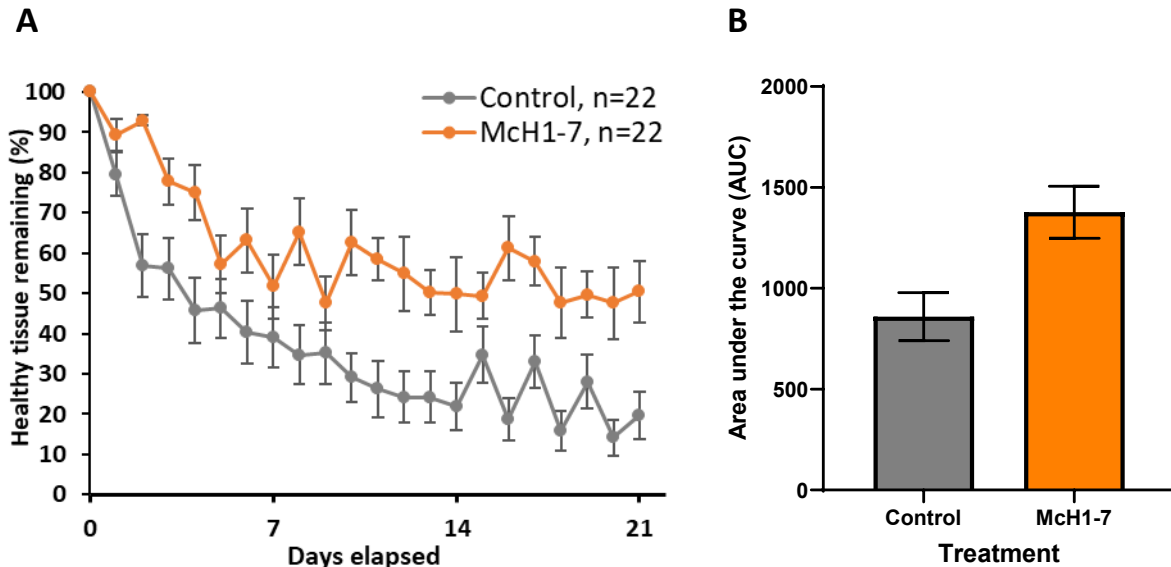 A
Healthy tissue remaining (%)
100
90
80
70
60
50
40
30
20
10
0
Control, n=22
McH1-7, n=22
0
7
14
21
Days elapsed
B
Area under the curve (AUC)
2000
1500
1000
500
0
Control
McH1-7
Treatment